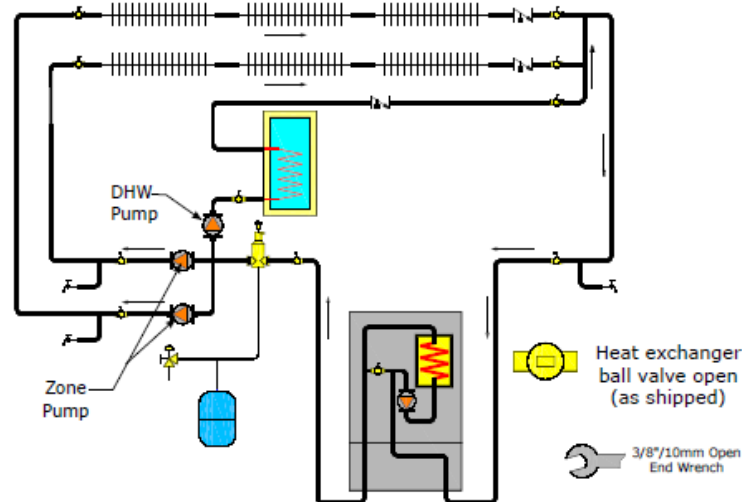 DHW
Pump
Zone
Pump
Heat exchanger
ball valve open
(as shipped)
3/8"/10mm Open
End Wrench